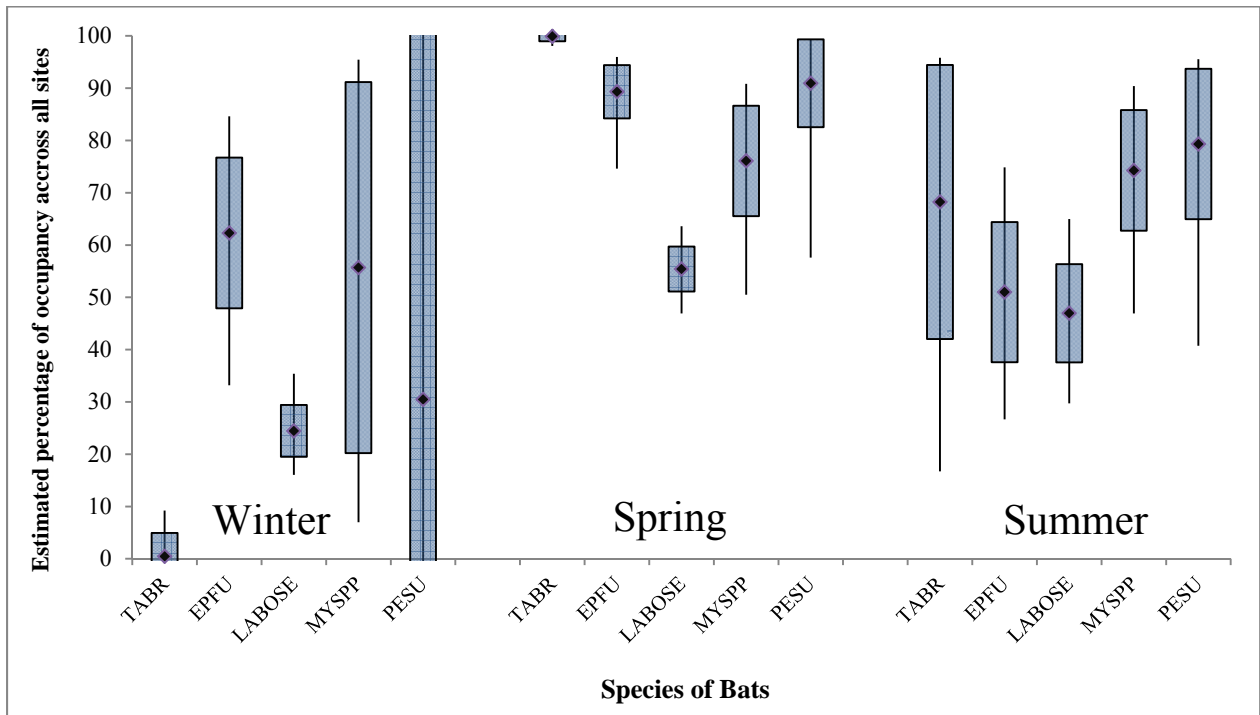 Estimated percentage of occupancy accross all sites
100
90
80
70
60
50
40
30
20
10
0
Winter
Spring
Summer
TABR
EPFU
LABOSE
MYSPP
PESU
TABR
EPFU
LABOSE
MYSPP
PESU
TABR
EPFU
LABOSE
MYSPP
PESU
Species of Bats